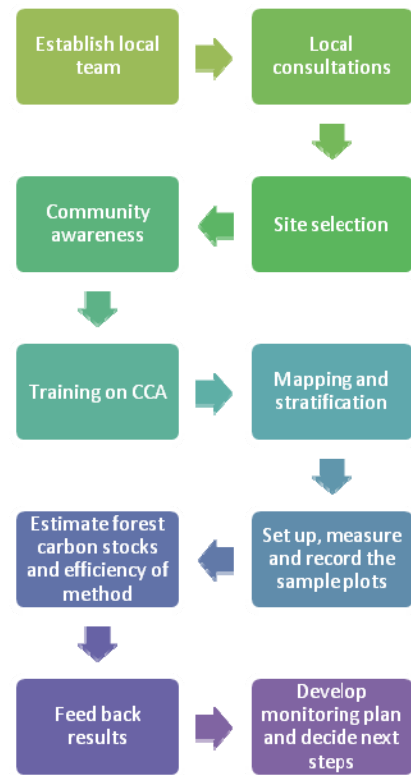 Establish local
team
Local
consultations
Site selection
Community
awareness
Training on CCA
Mapping and
stratification
Set up, measure
and record the
sample plots
Estimate forest
carbon stocks
and efficiency of
method
Feed back
results
Develop
monitoring plan
and decide next
steps